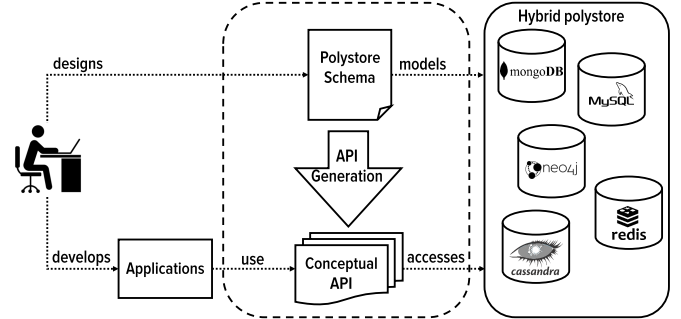 Hybrid polystore
designs
Polystore
Schema
models
mongoDB
MySQL
API
Generation
neo4j
redis
develops
Applications
use
Conceptual
API
accesses
cassandra